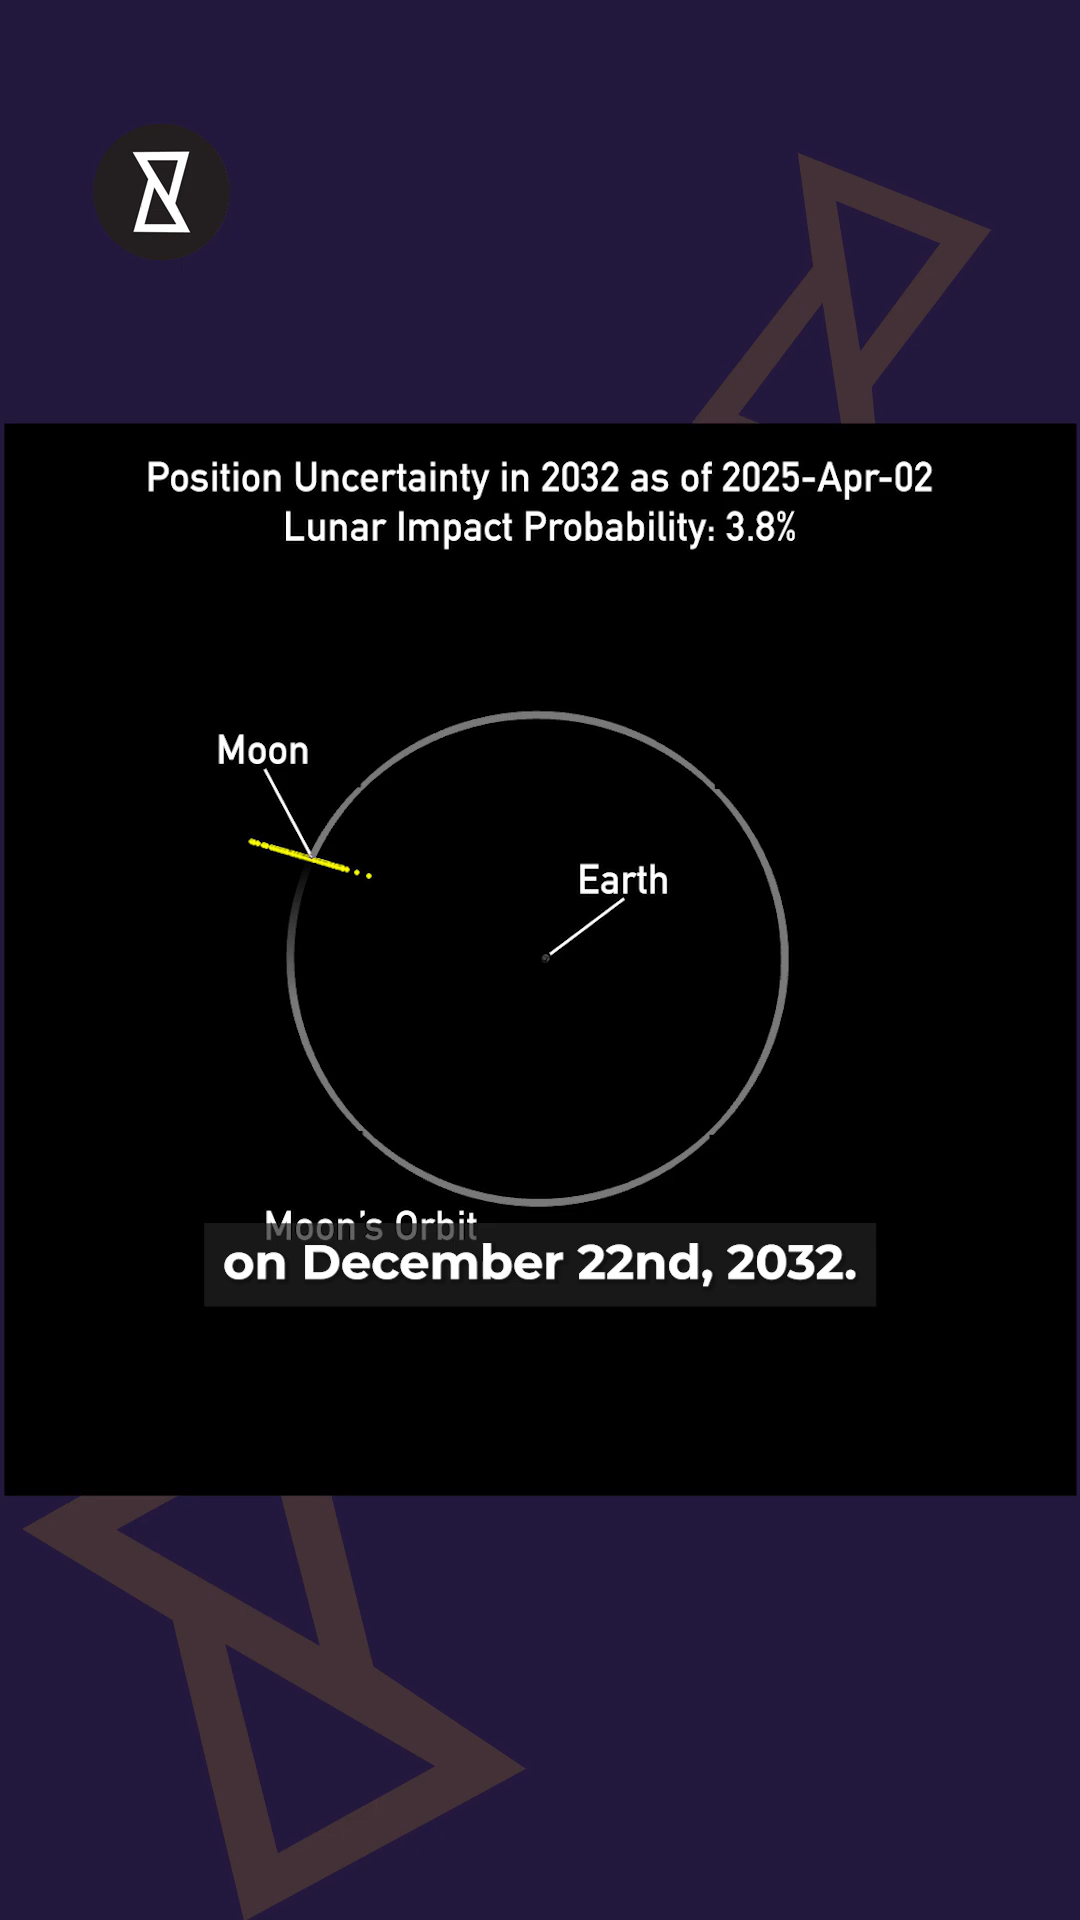 Position Uncertainty in 2032 as of 2025-Apr-02
Lunar Impact Probability: 3.8%
Moon
Earth
Moon's Orbit
on December 22nd, 2032.